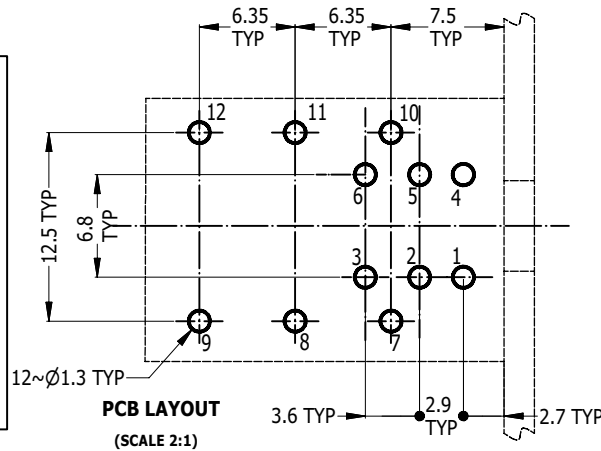 6.35 TYP
6.35 TYP
7.5 TYP
12
11
10
6
5
4
12.5 TYP
6.8 TYP
3
2
1
9
8
7
12~Ø1.3 TYP
PCB LAYOUT
(SCALE 2:1)
3.6 TYP
2.9 TYP
2.7 TYP